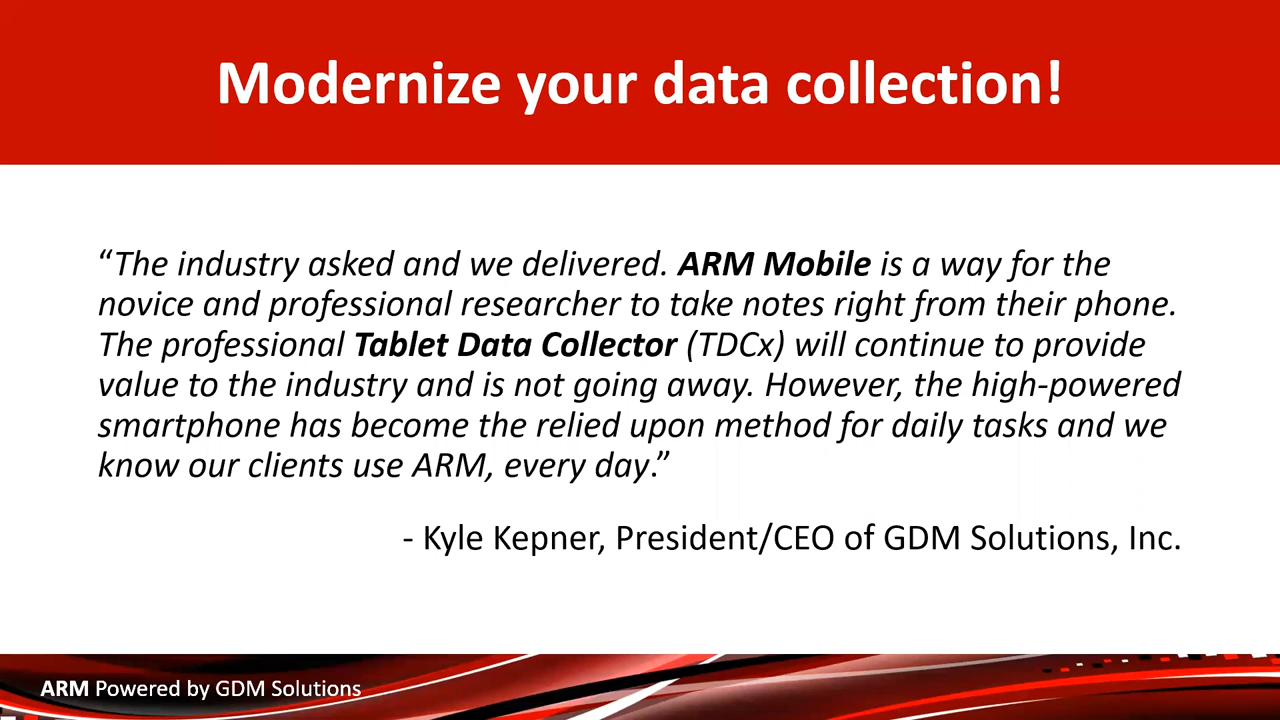 Modernize your data collection!
“The industry asked and we delivered. ARM Mobile is a way for the
novice and professional researcher to take notes right from their phone.
The professional Tablet Data Collector (TDCx) will continue to provide
value to the industry and is not going away. However, the high-powered
smartphone has become the relied upon method for daily tasks and we
know our clients use ARM, every day.”
- Kyle Kepner, President/CEO of GDM Solutions, Inc.
ARM Powered by GDM Solutions